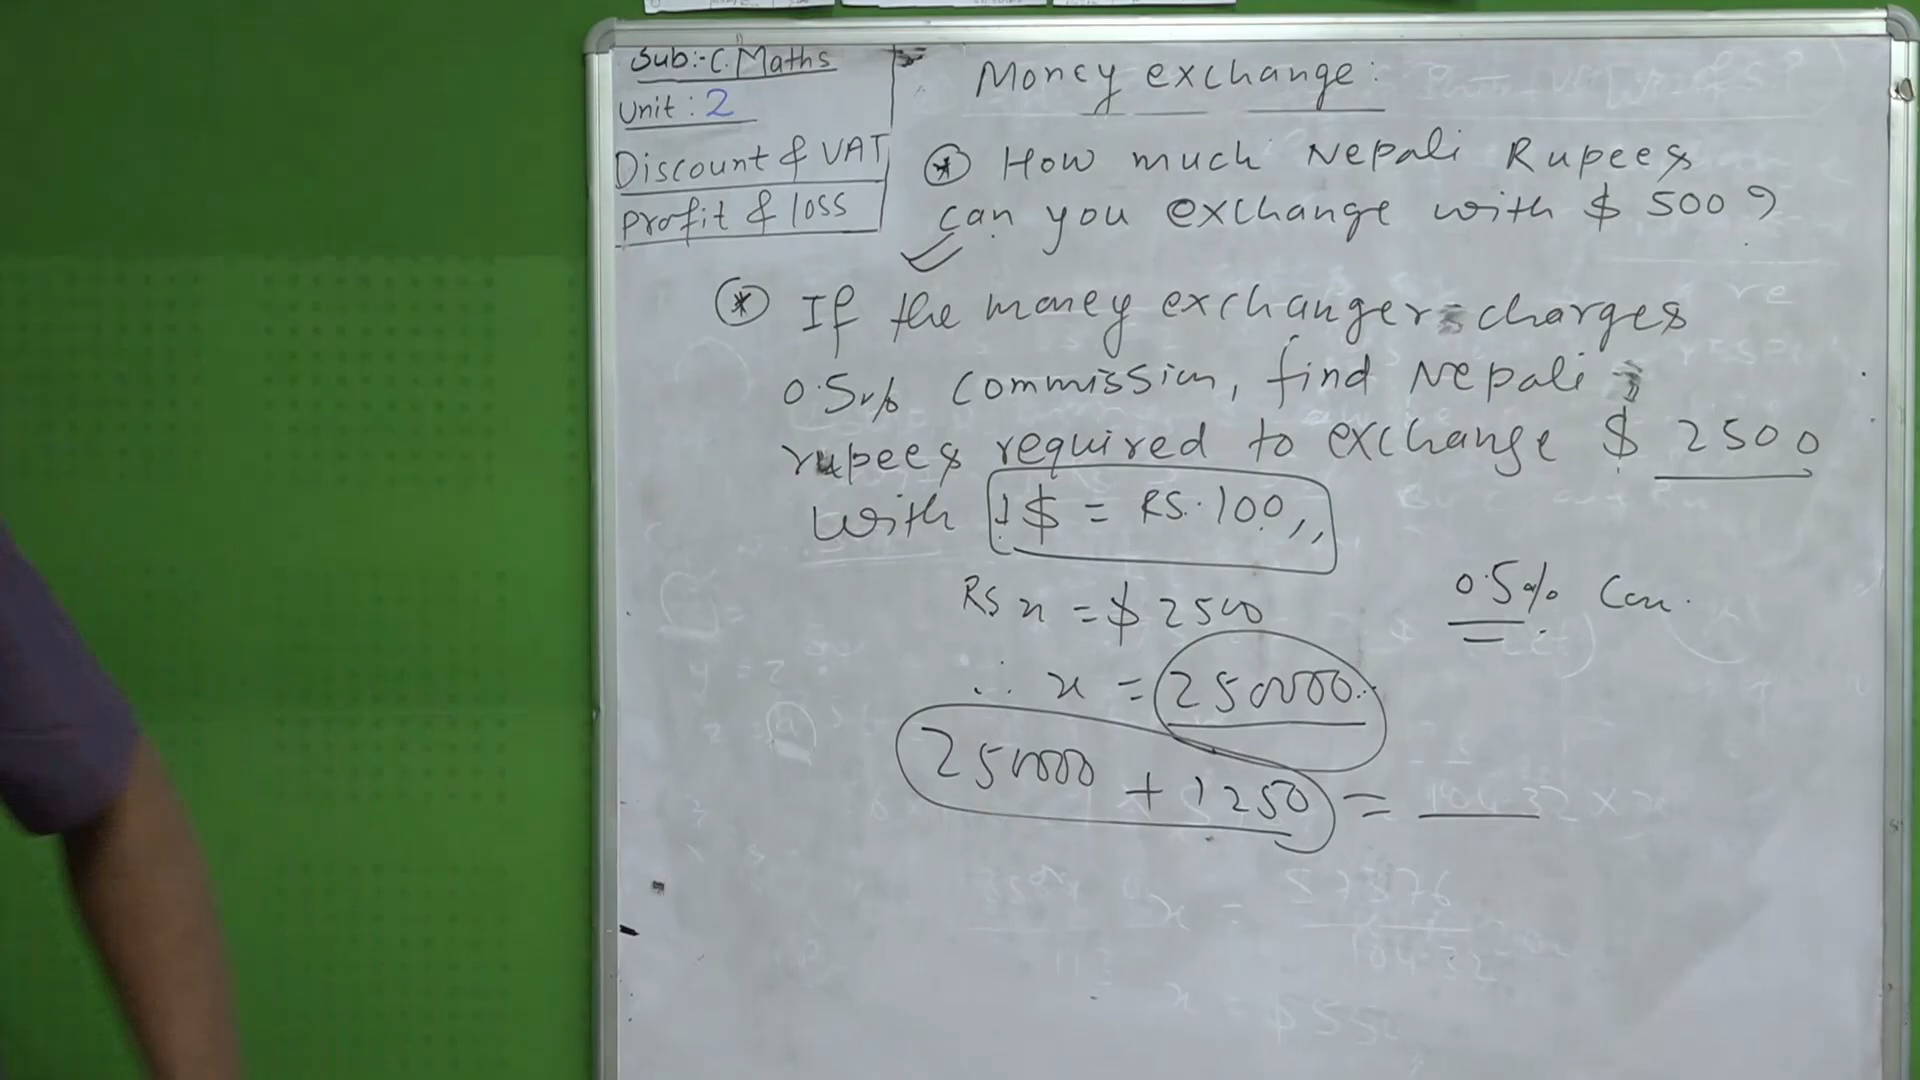 Sub:- C. Maths
Unit : 2
Discount & VAT
Profit & loss
Money exchange:
* How much Nepali Rupees
can you exchange with $ 500?
* If the money exchanger charges
0.5% commission, find Nepali
rupees required to exchange $ 2500
with 1$ = RS. 100,,
RS x = $ 2500
0.5% Com.
∴ x = 250000.
250000 + 1250 =